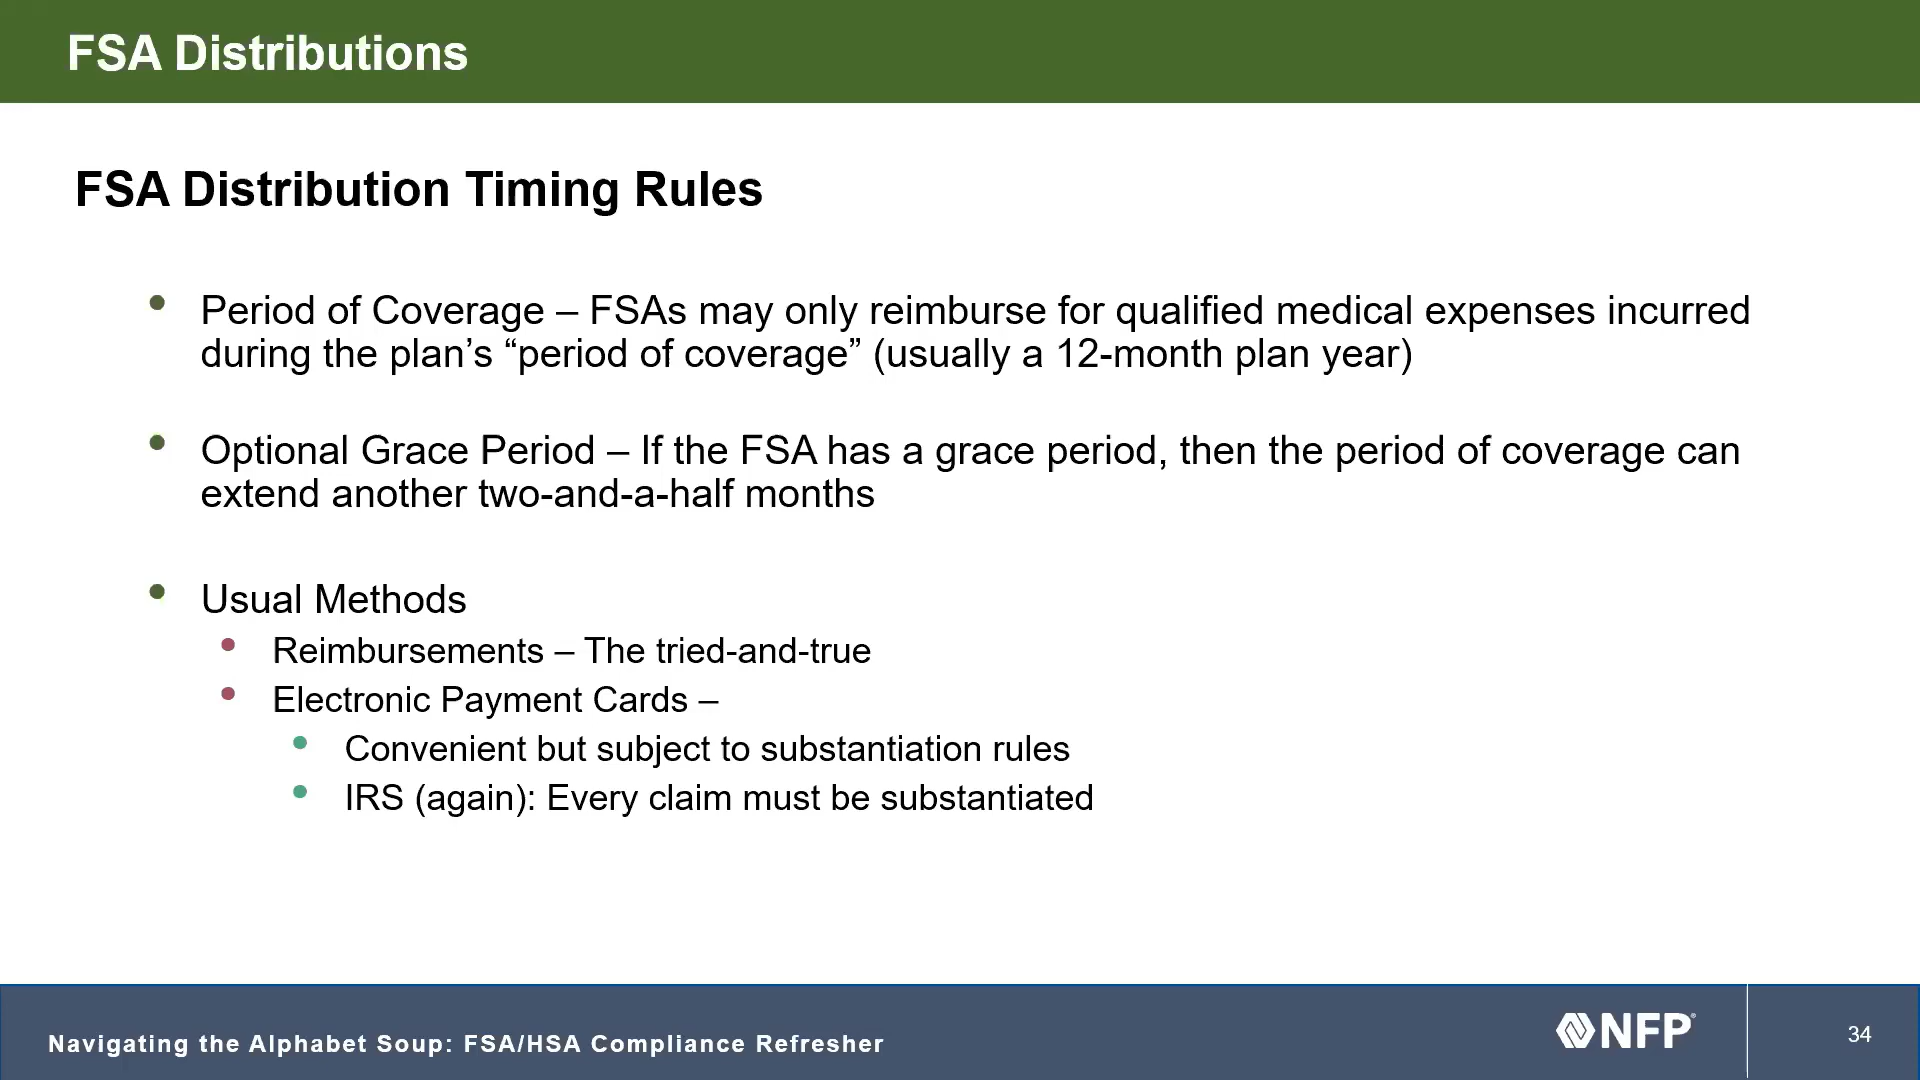 FSA Distributions
FSA Distribution Timing Rules
Period of Coverage – FSAs may only reimburse for qualified medical expenses incurred
during the plan’s “period of coverage” (usually a 12-month plan year)
Optional Grace Period – If the FSA has a grace period, then the period of coverage can
extend another two-and-a-half months
Usual Methods
Reimbursements – The tried-and-true
Electronic Payment Cards –
Convenient but subject to substantiation rules
IRS (again): Every claim must be substantiated
Navigating the Alphabet Soup: FSA/HSA Compliance Refresher
NFP®
34